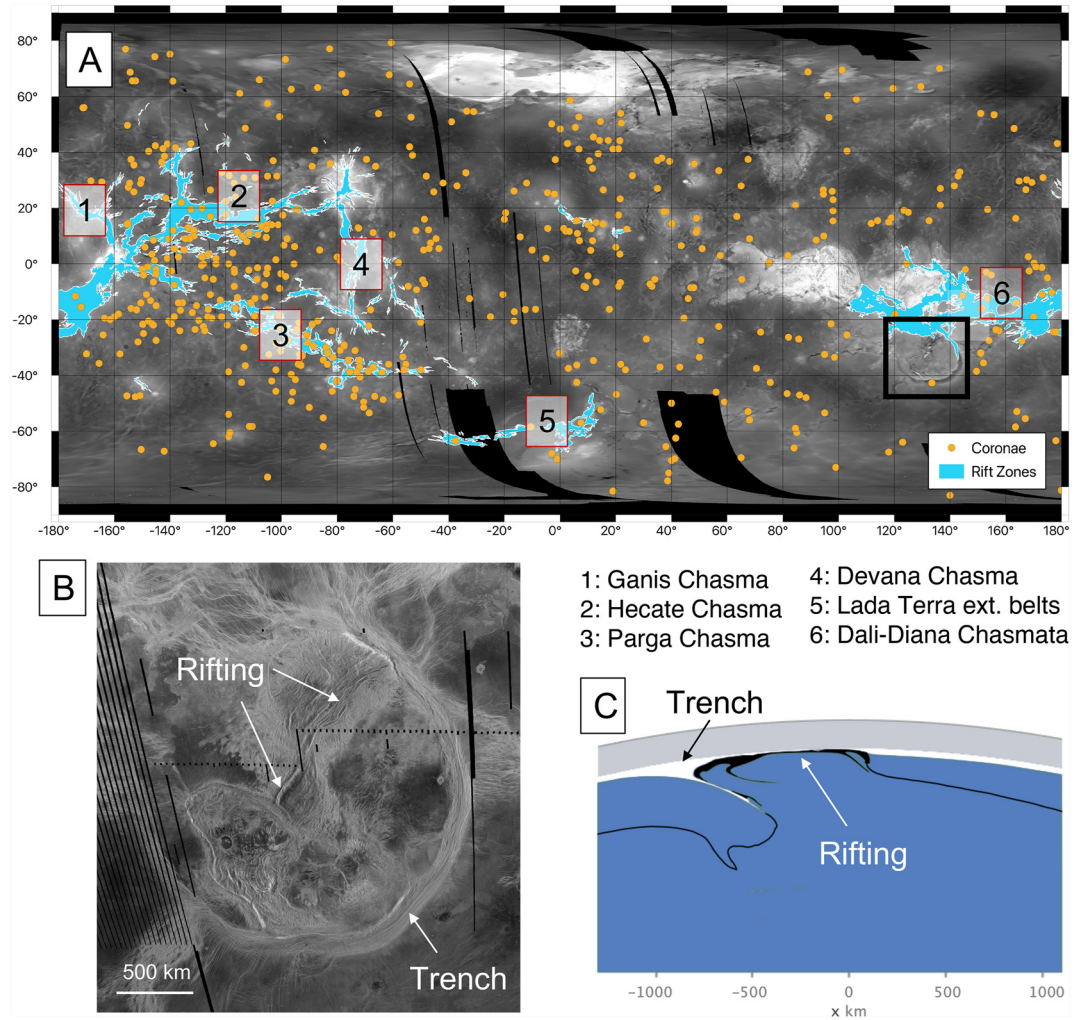 A
80°
60°
40°
20°
0°
-20°
-40°
-60°
-80°
1
2
3
4
5
6
Coronae
Rift Zones
-180° -160° -140° -120° -100° -80° -60° -40° -20° 0° 20° 40° 60° 80° 100° 120° 140° 160° 180°
B
Rifting
Trench
500 km
1: Ganis Chasma
2: Hecate Chasma
3: Parga Chasma
4: Devana Chasma
5: Lada Terra ext. belts
6: Dali-Diana Chasmata
C
Trench
Rifting
−1000 −500 0 500 1000
x km